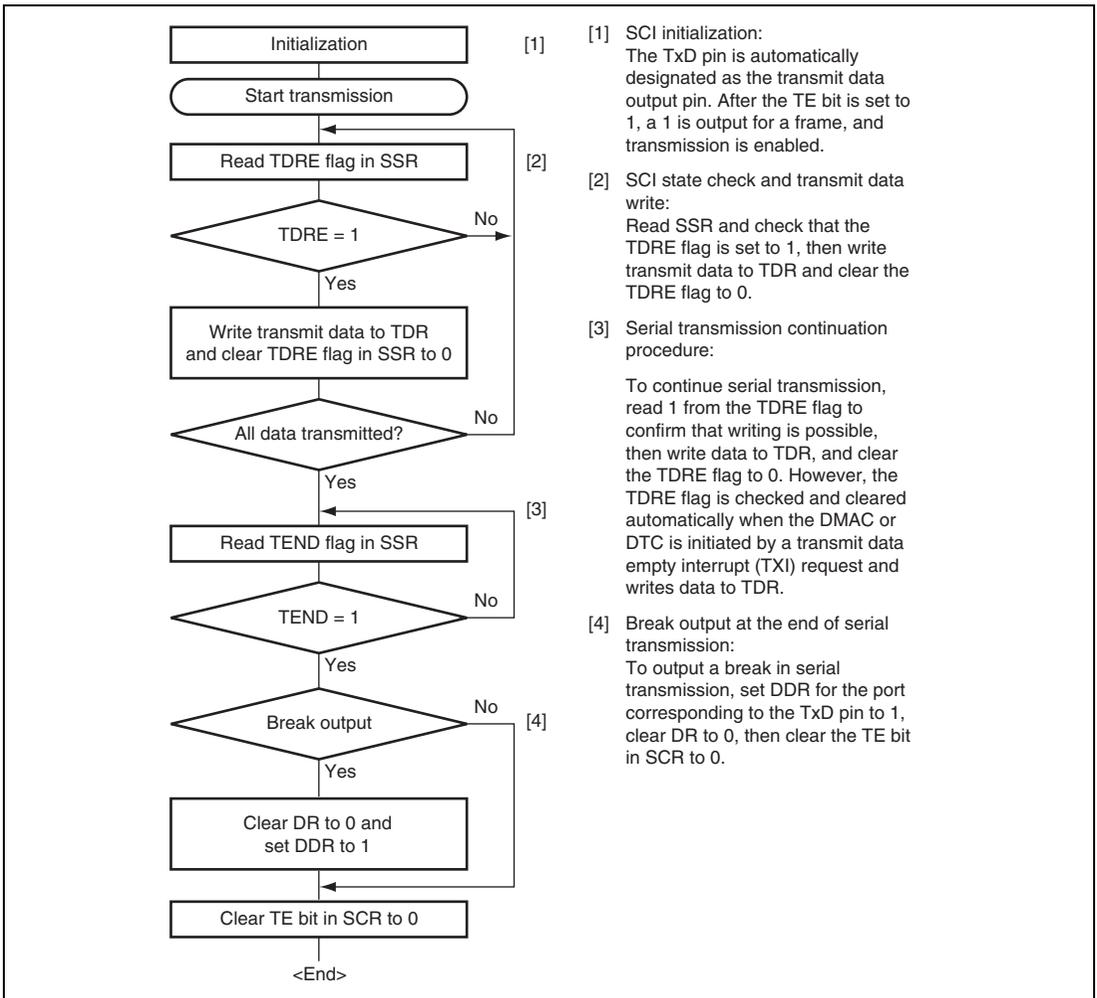 Initialization
[1]
Start transmission
Read TDRE flag in SSR
[2]
TDRE = 1
No
Yes
Write transmit data to TDR
and clear TDRE flag in SSR to 0
All data transmitted?
No
Yes
[3]
Read TEND flag in SSR
TEND = 1
No
Yes
Break output
No
[4]
Yes
Clear DR to 0 and
set DDR to 1
Clear TE bit in SCR to 0
<End>
[1] SCI initialization:
The TxD pin is automatically
designated as the transmit data
output pin. After the TE bit is set to
1, a 1 is output for a frame, and
transmission is enabled.
[2] SCI state check and transmit data
write:
Read SSR and check that the
TDRE flag is set to 1, then write
transmit data to TDR and clear the
TDRE flag to 0.
[3] Serial transmission continuation
procedure:
To continue serial transmission,
read 1 from the TDRE flag to
confirm that writing is possible,
then write data to TDR, and clear
the TDRE flag to 0. However, the
TDRE flag is checked and cleared
automatically when the DMAC or
DTC is initiated by a transmit data
empty interrupt (TXI) request and
writes data to TDR.
[4] Break output at the end of serial
transmission:
To output a break in serial
transmission, set DDR for the port
corresponding to the TxD pin to 1,
clear DR to 0, then clear the TE bit
in SCR to 0.